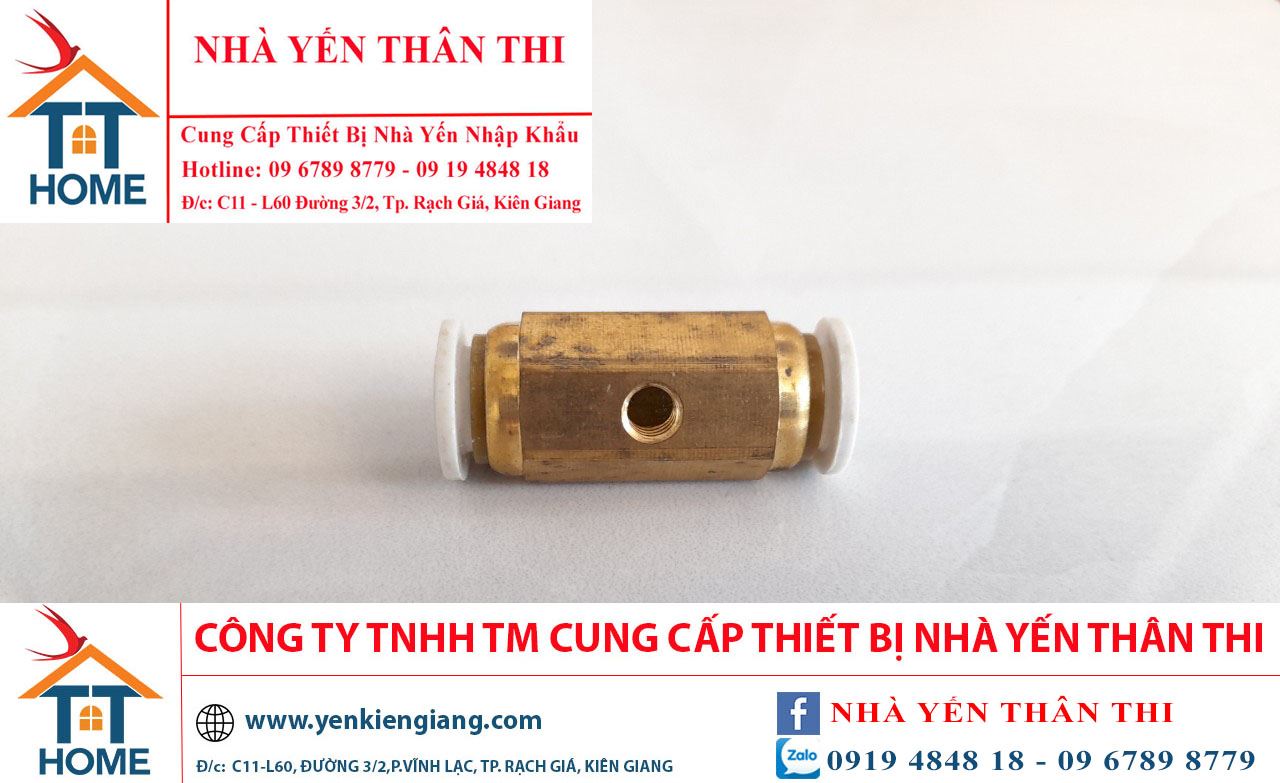 NHÀ YẾN THÂN THI
TT
HOME
Cung Cấp Thiết Bị Nhà Yến Nhập Khẩu
Hotline: 09 6789 8779 - 09 19 4848 18
Đ/c: C11 - L60 Đường 3/2, Tp. Rạch Giá, Kiên Giang
CÔNG TY TNHH TM CUNG CẤP THIẾT BỊ NHÀ YẾN THÂN THI
TT
HOME
www.yenkiengiang.com
Đ/c: C11-L60, ĐƯỜNG 3/2,P.VĨNH LẠC, TP. RẠCH GIÁ, KIÊN GIANG
f NHÀ YẾN THÂN THI
Zalo 0919 4848 18 - 09 6789 8779